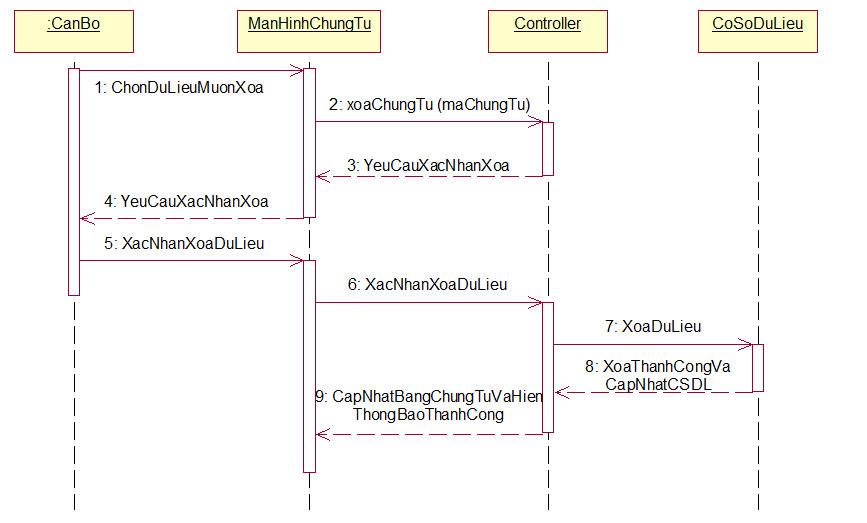 :CanBo
ManHinhChungTu
Controller
CoSoDuLieu
1: ChonDuLieuMuonXoa
2: xoaChungTu (maChungTu)
3: YeuCauXacNhanXoa
4: YeuCauXacNhanXoa
5: XacNhanXoaDuLieu
6: XacNhanXoaDuLieu
7: XoaDuLieu
8: XoaThanhCongVa
CapNhatCSDL
9: CapNhatBangChungTuVaHien
ThongBaoThanhCong